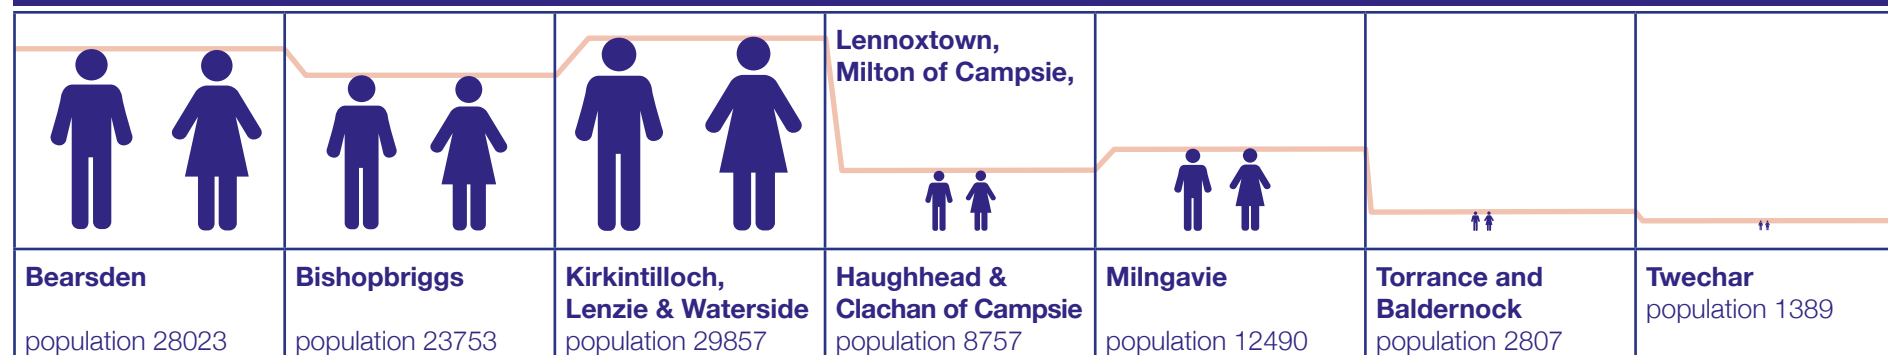 Lennoxtown,
Milton of Campsie,
Bearsden
population 28023
Bishopbriggs
population 23753
Kirkintilloch,
Lenzie & Waterside
population 29857
Haughhead &
Clachan of Campsie
population 8757
Milngavie
population 12490
Torrance and
Baldernock
population 2807
Twechar
population 1389